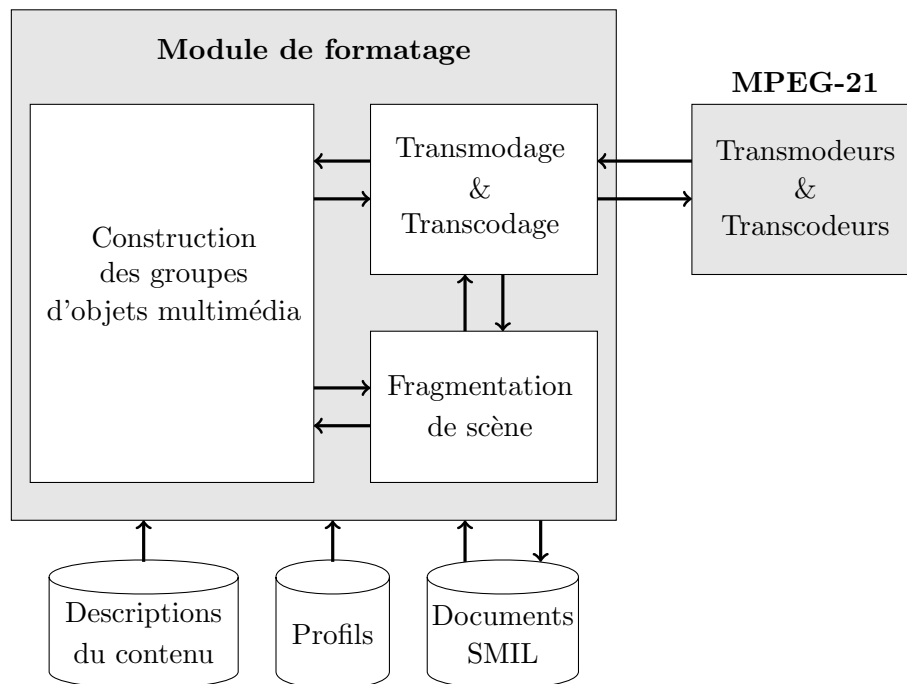 Module de formatage
MPEG-21
Construction
des groupes
d'objets multimédia
Transmodage
&
Transcodage
Transmodeurs
&
Transcodeurs
Fragmentation
de scène
Descriptions
du contenu
Profils
Documents
SMIL